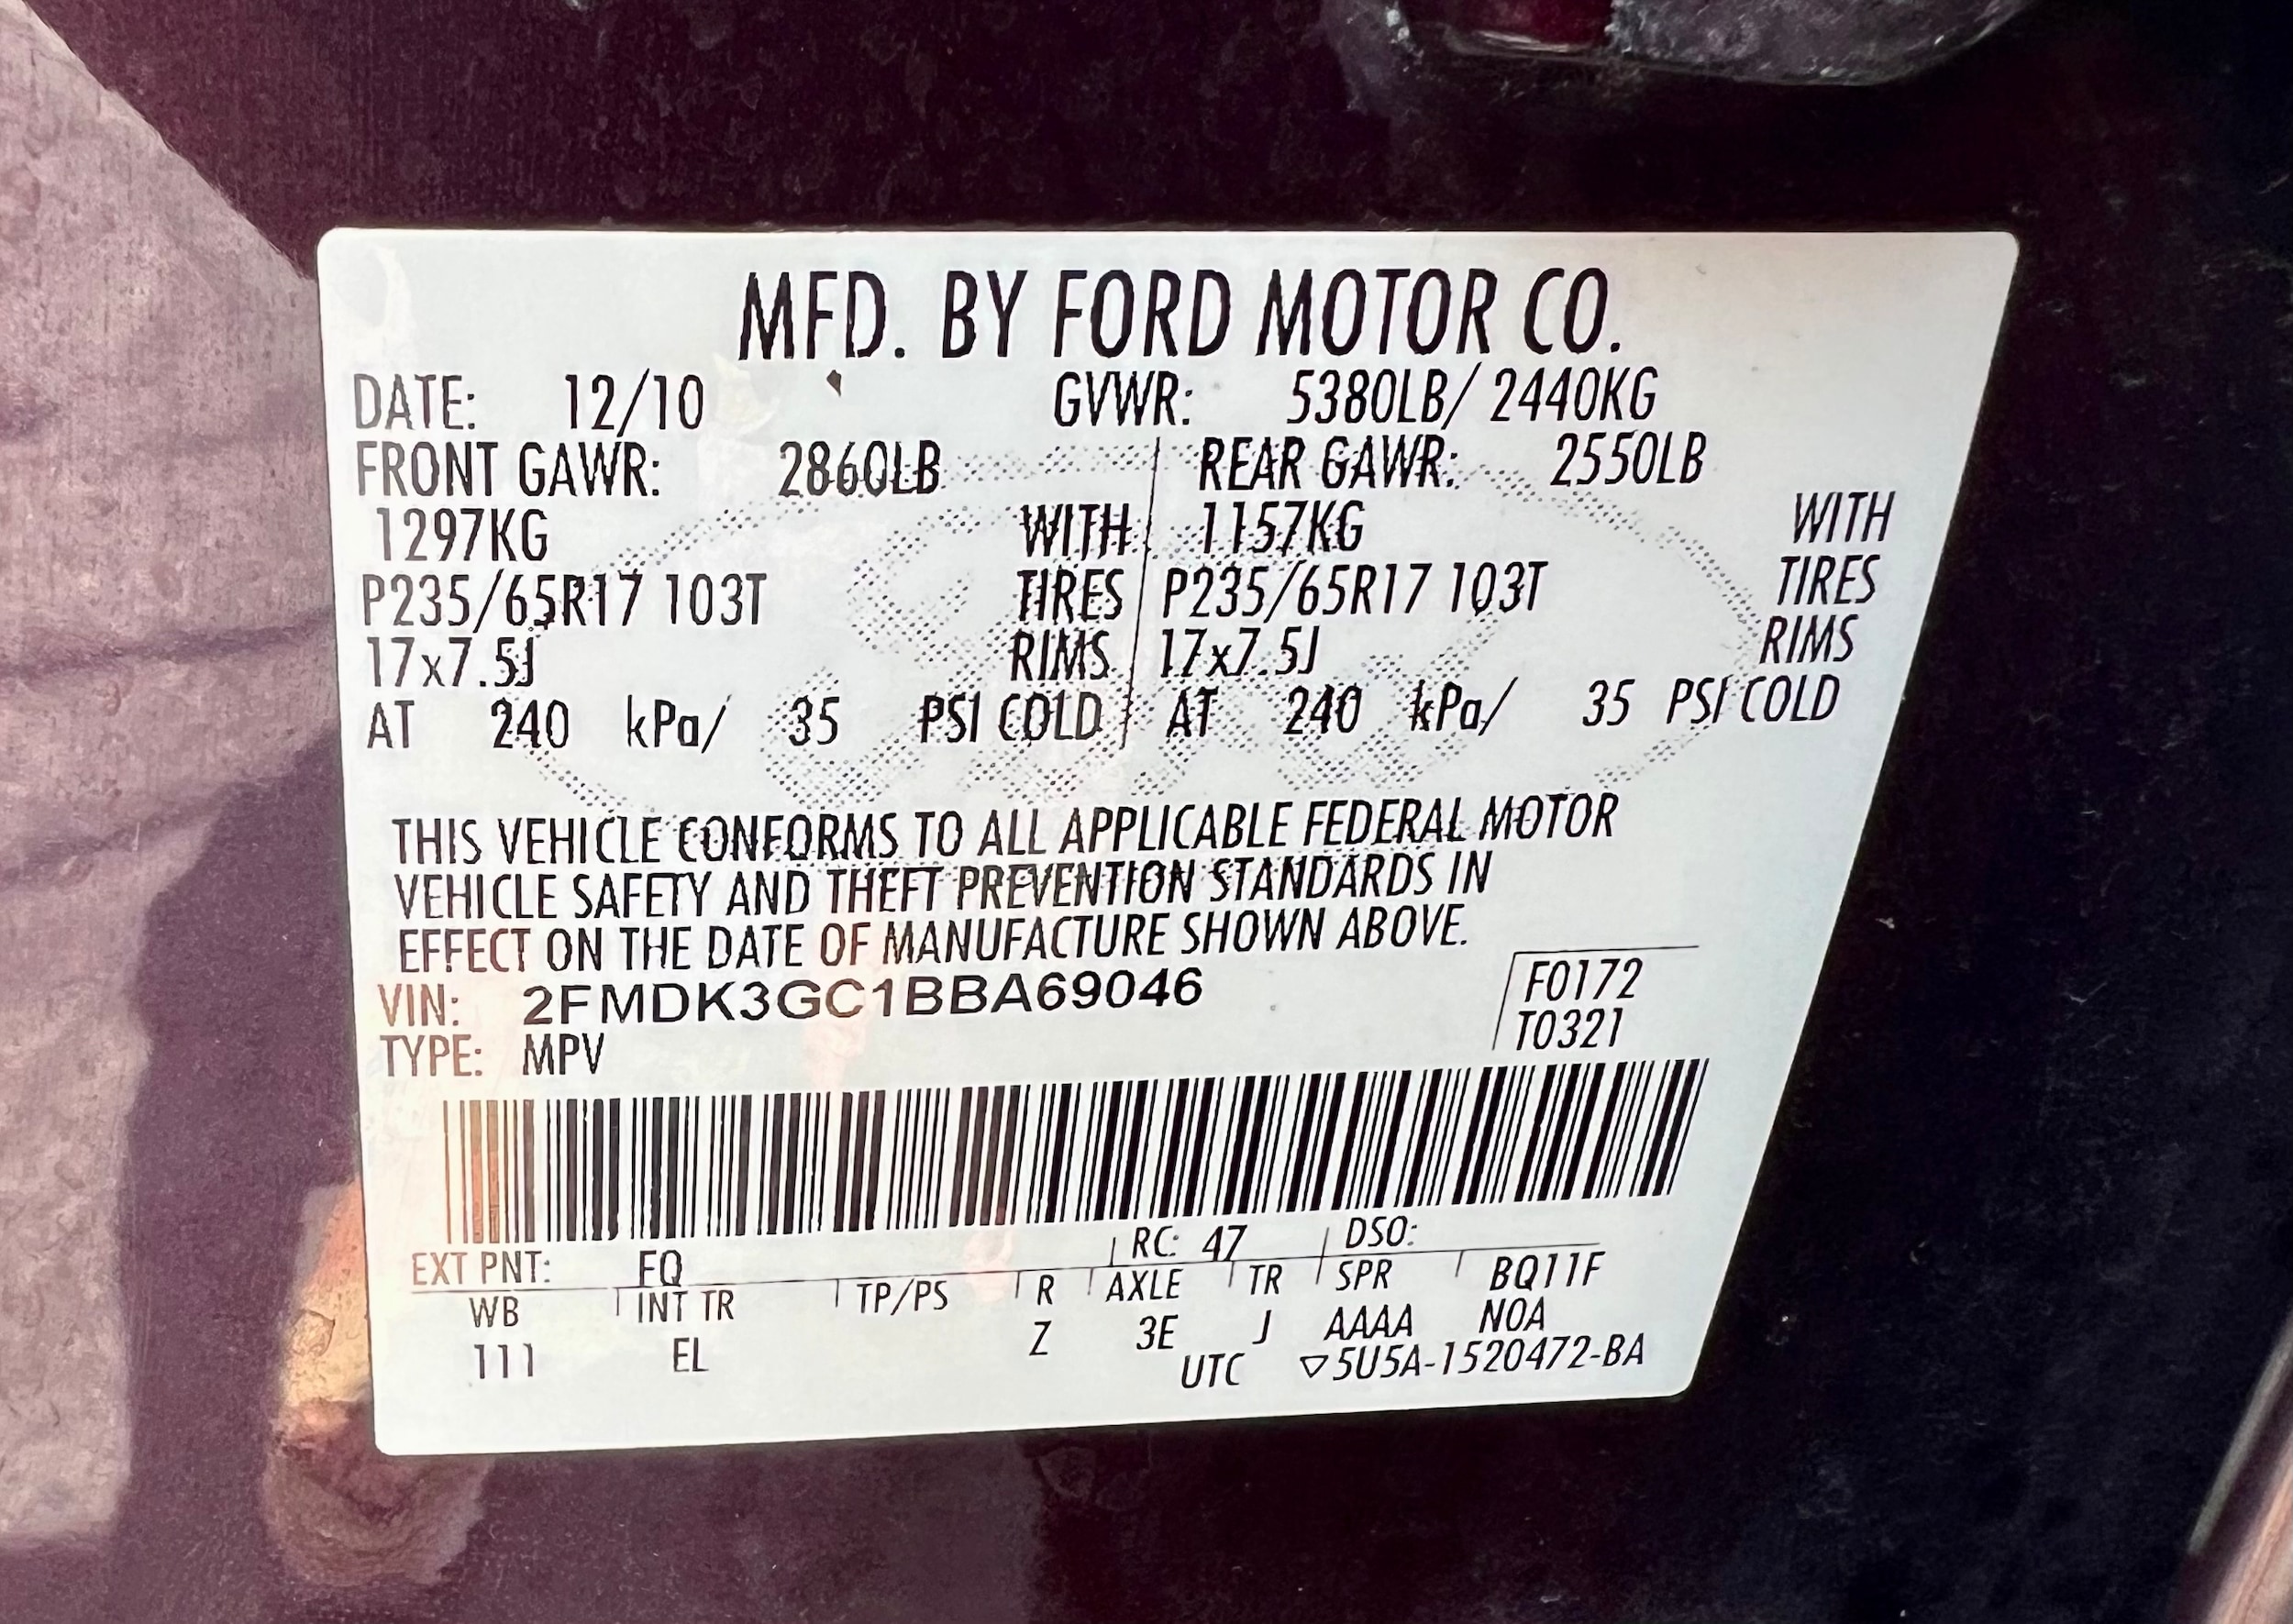 MFD. BY FORD MOTOR CO.
DATE: 12/10 GVWR: 5380LB/ 2440KG
FRONT GAWR: 2860LB REAR GAWR: 2550LB
1297KG WITH 1157KG WITH
P235/65R17 103T TIRES P235/65R17 103T TIRES
17x7.5J RIMS 17x7.5J RIMS
AT 240 kPa/ 35 PSI COLD AT 240 kPa/ 35 PSI COLD
THIS VEHICLE CONFORMS TO ALL APPLICABLE FEDERAL MOTOR
VEHICLE SAFETY AND THEFT PREVENTION STANDARDS IN
EFFECT ON THE DATE OF MANUFACTURE SHOWN ABOVE.
VIN: 2FMDK3GC1BBA69046 F0172
TYPE: MPV T0321
EXT PNT: FQ RC: 47 DSO:
WB INT TR TP/PS R AXLE TR SPR BQ11F
111 EL Z 3E J AAAA NOA
UTC ▽5U5A-1520472-BA